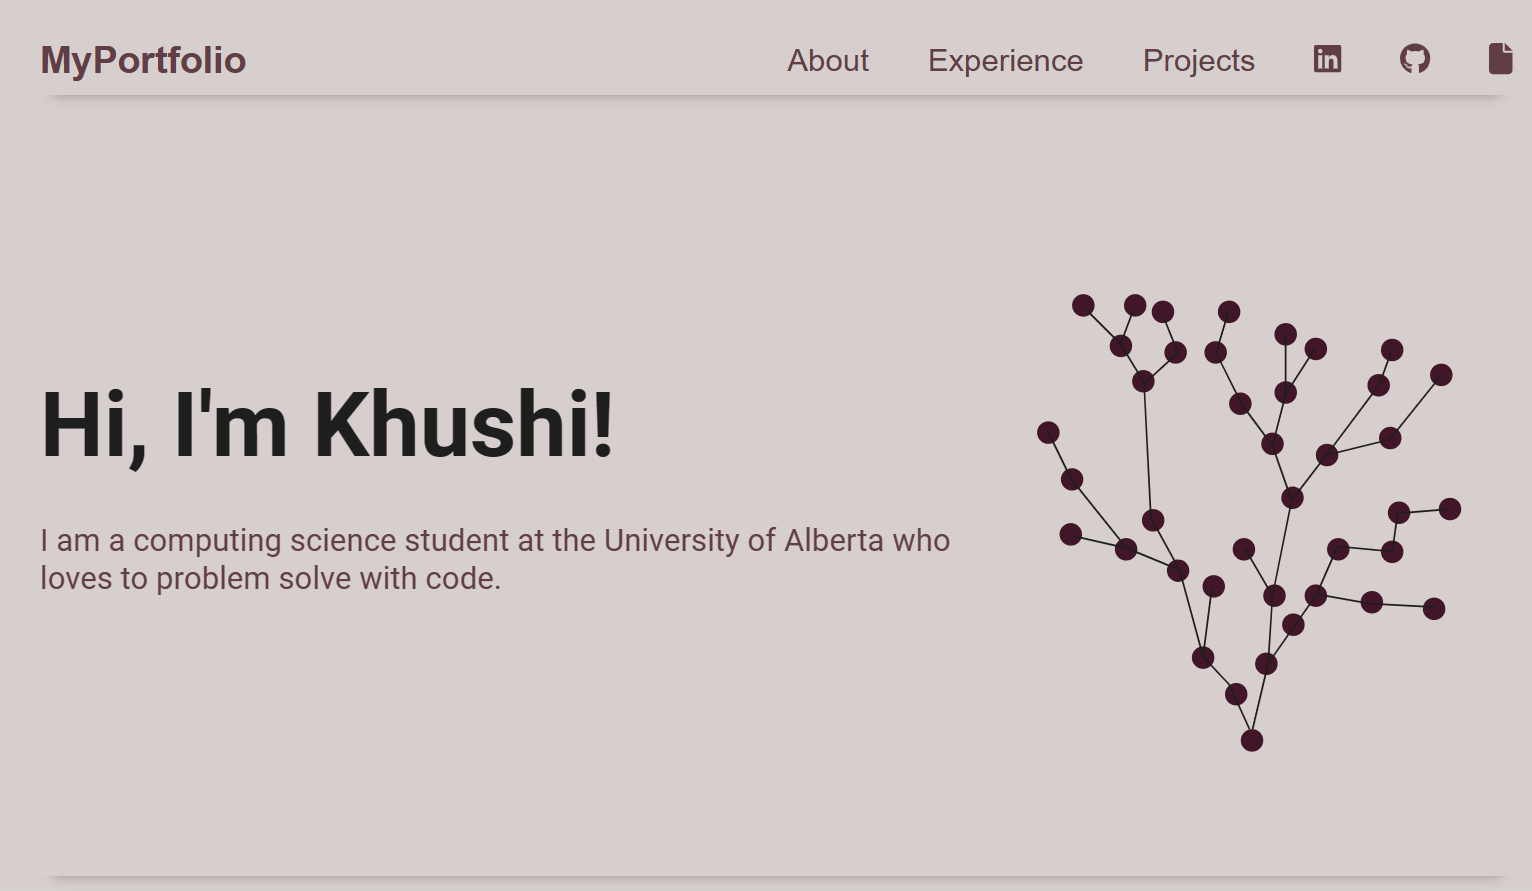 MyPortfolio
About Experience Projects
Hi, I'm Khushi!
I am a computing science student at the University of Alberta who
loves to problem solve with code.